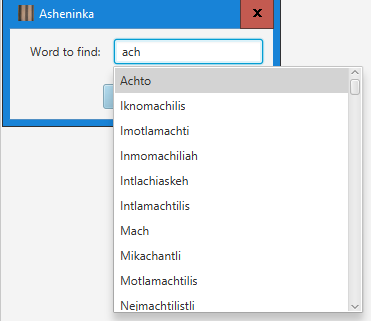 Asheninka
x
Word to find: ach
Achto
Iknomachilis
Imotlamachti
Inmomachiliah
Intlachiaskeh
Intlamachtilis
Mach
Mikachantli
Motlamachtilis
Nejmachtilistli